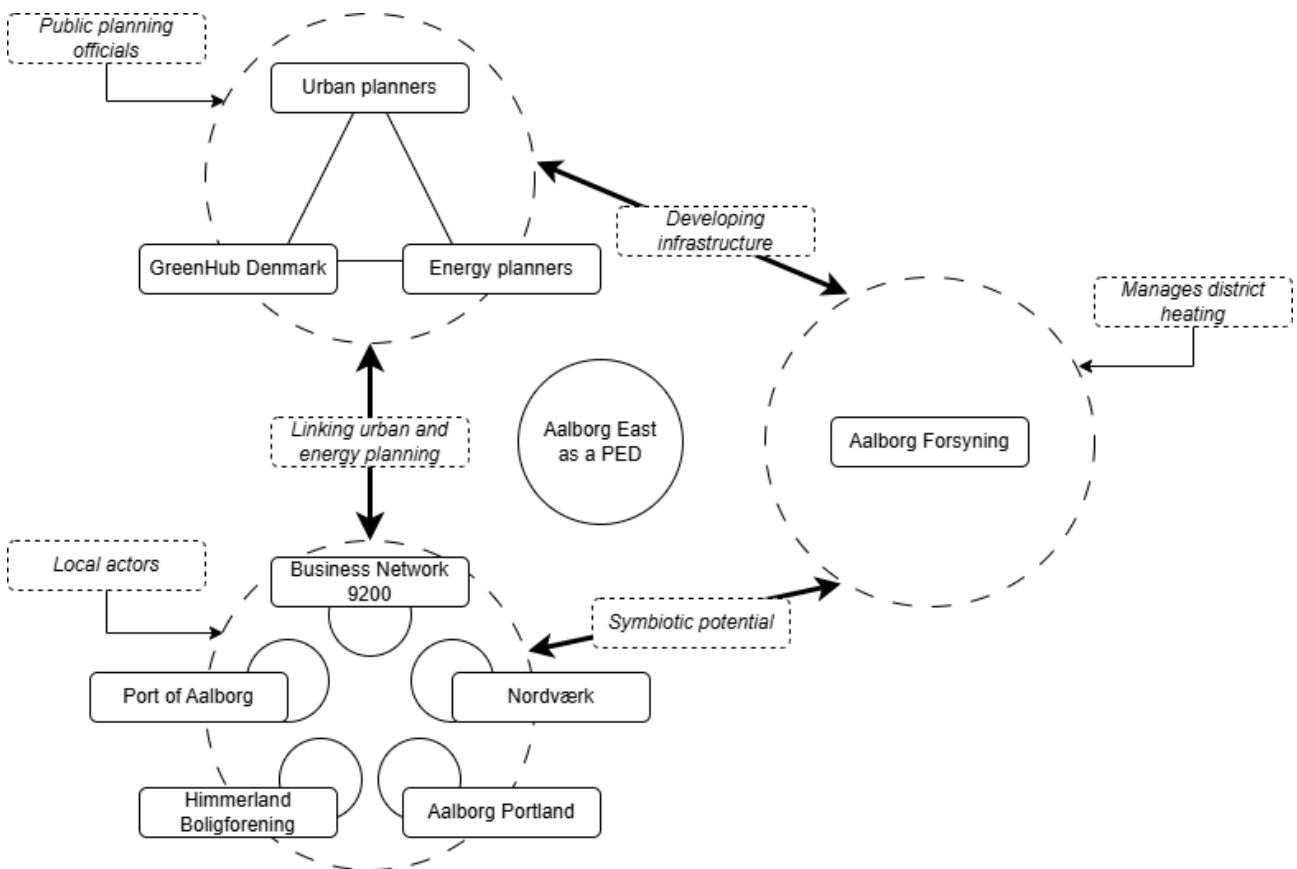 Public planning
officials
Urban planners
GreenHub Denmark
Energy planners
Developing
infrastructure
Manages district
heating
Linking urban and
energy planning
Aalborg East
as a PED
Aalborg Forsyning
Local actors
Business Network
9200
Symbiotic potential
Port of Aalborg
Nordværk
Himmerland
Boligforening
Aalborg Portland